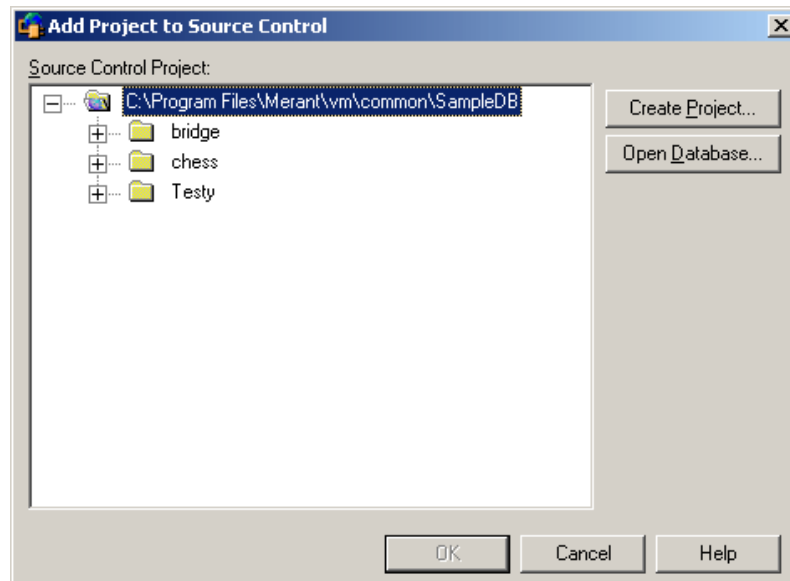 Add Project to Source Control
Source Control Project:
C:\Program Files\Merant\vm\common\SampleDB
bridge
chess
Testy
Create Project...
Open Database...
OK
Cancel
Help